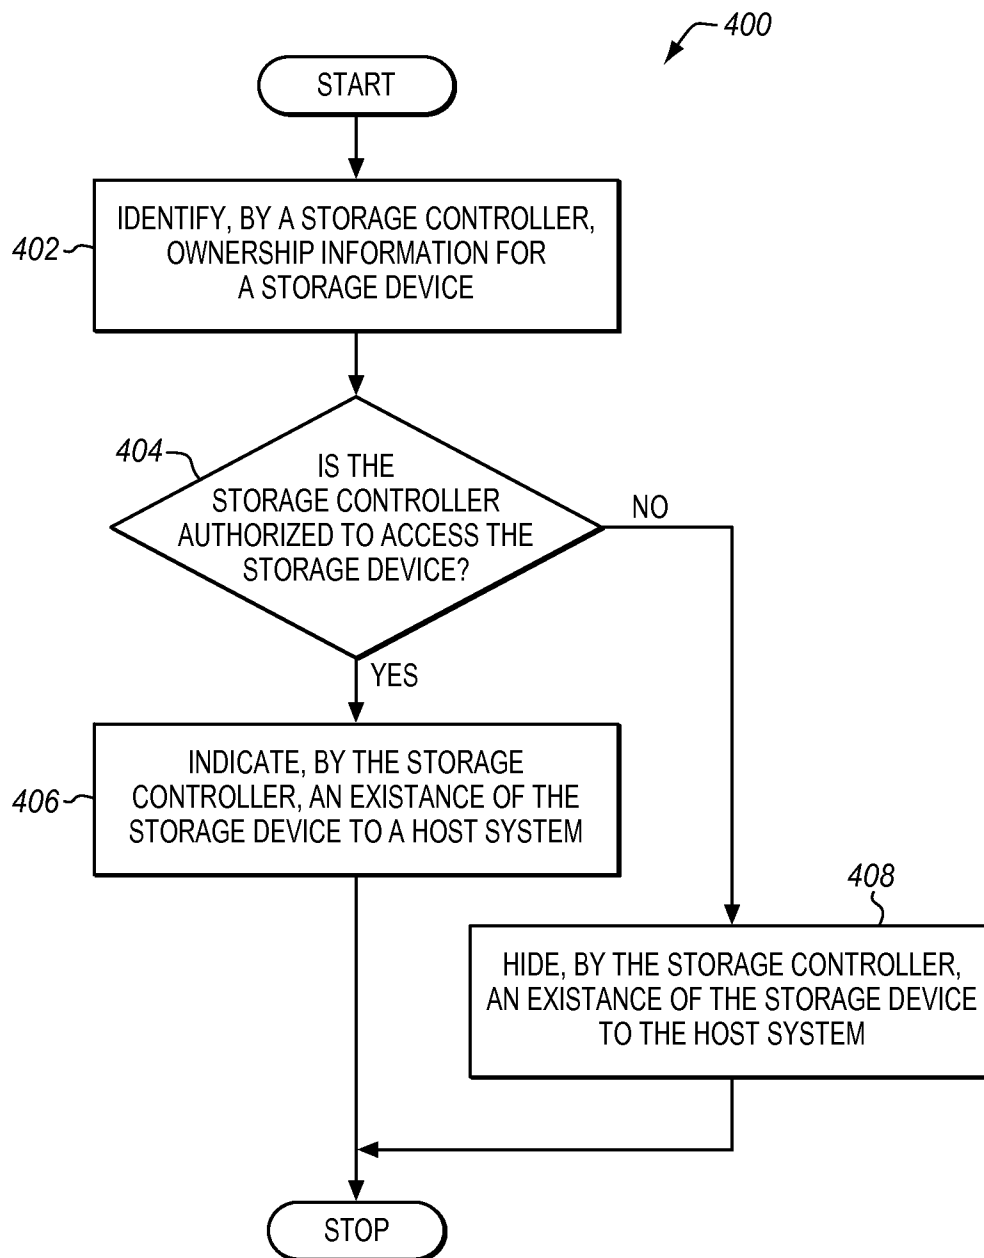 400
START
402
IDENTIFY, BY A STORAGE CONTROLLER,
OWNERSHIP INFORMATION FOR
A STORAGE DEVICE
404
IS THE
STORAGE CONTROLLER
AUTHORIZED TO ACCESS THE
STORAGE DEVICE?
NO
YES
406
INDICATE, BY THE STORAGE
CONTROLLER, AN EXISTANCE OF THE
STORAGE DEVICE TO A HOST SYSTEM
408
HIDE, BY THE STORAGE CONTROLLER,
AN EXISTANCE OF THE STORAGE DEVICE
TO THE HOST SYSTEM
STOP